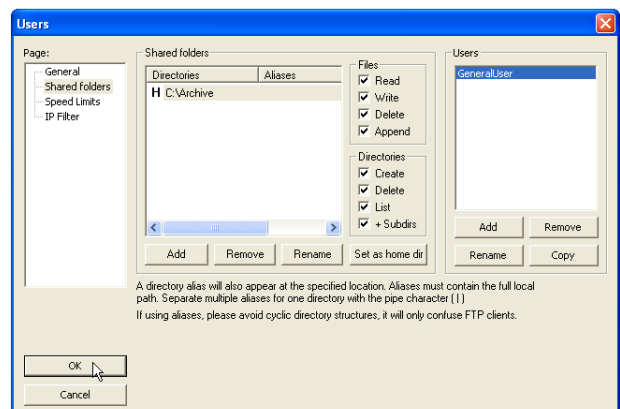 Users
Page:
General
Shared folders
Speed Limits
IP Filter
Shared folders
Directories Aliases
H C:\Archive
Files
Read
Write
Delete
Append
Directories
Create
Delete
List
+ Subdirs
Add Remove Rename Set as home dir
Users
GeneralUser
Add Remove
Rename Copy
A directory alias will also appear at the specified location. Aliases must contain the full local
path. Separate multiple aliases for one directory with the pipe character ( | )
If using aliases, please avoid cyclic directory structures, it will only confuse FTP clients.
OK
Cancel